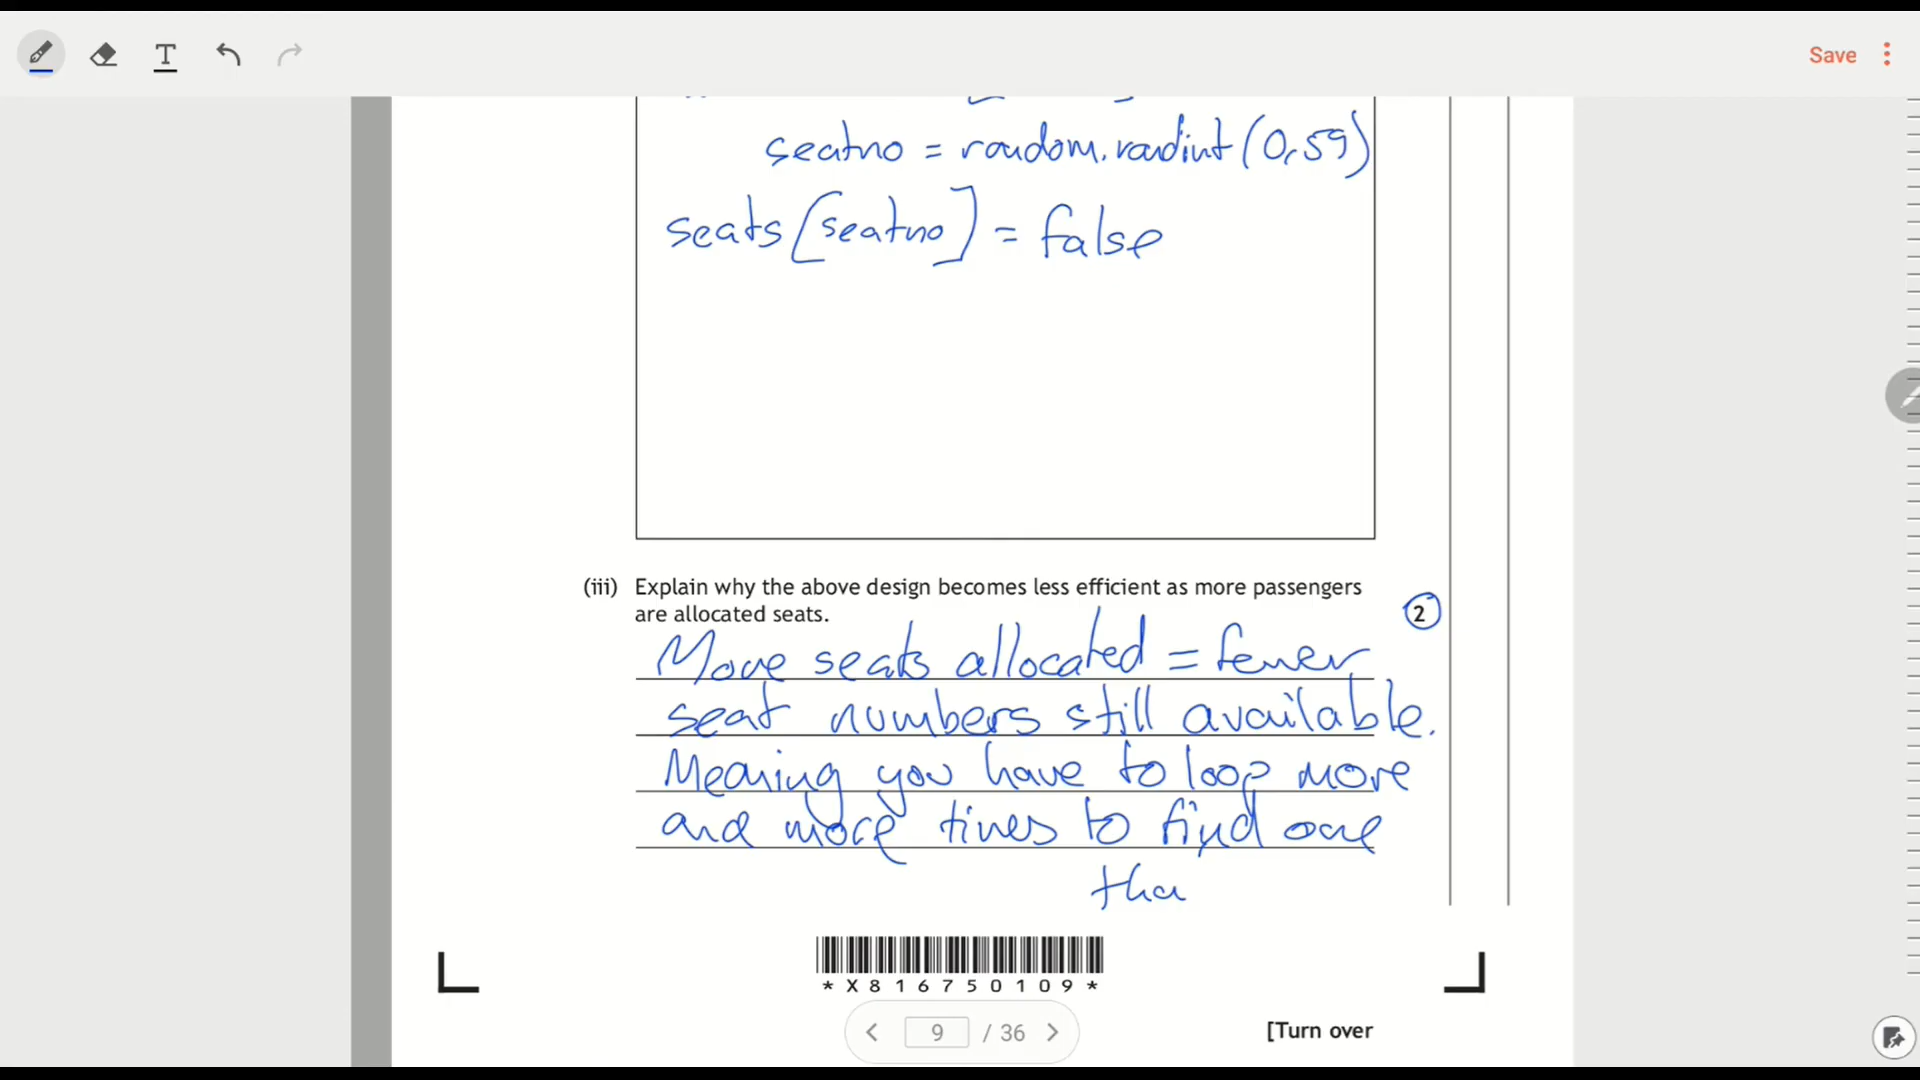 T
Save
seatno = random.randint(0,59)
seats[seatno] = false
(iii) Explain why the above design becomes less efficient as more passengers
are allocated seats.
2
More seats allocated = fewer
seat numbers still available.
Meaning you have to loop more
and more times to find one
tha
* X 8 1 6 7 5 0 1 0 9 *
9 / 36
[Turn over